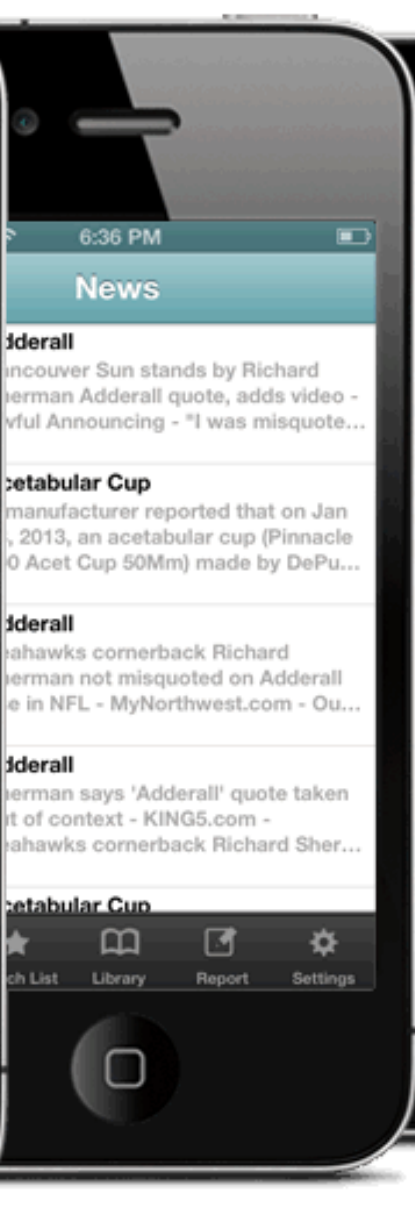 6:36 PM
News
dderall
ancouver Sun stands by Richard
herman Adderall quote, adds video -
wful Announcing - "I was misquote...
cetabular Cup
manufacturer reported that on Jan
, 2013, an acetabular cup (Pinnacle
0 Acet Cup 50Mm) made by DePu...
dderall
eahawks cornerback Richard
herman not misquoted on Adderall
se in NFL - MyNorthwest.com - Ou...
dderall
herman says 'Adderall' quote taken
ut of context - KING5.com -
eahawks cornerback Richard Sher...
cetabular Cup
ch List Library Report Settings